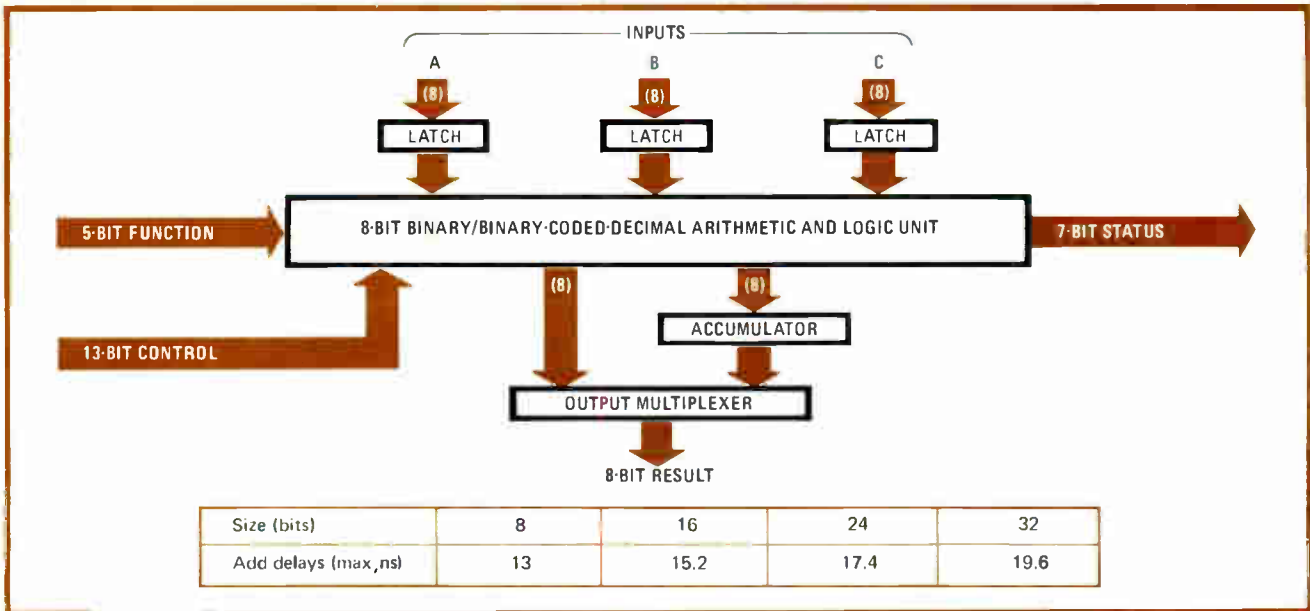 INPUTS
A B C
(8) (8) (8)
LATCH LATCH LATCH
5-BIT FUNCTION
8-BIT BINARY/BINARY-CODED-DECIMAL ARITHMETIC AND LOGIC UNIT
7-BIT STATUS
(8) (8)
ACCUMULATOR
13-BIT CONTROL
OUTPUT MULTIPLEXER
8-BIT RESULT
Size (bits) 8 16 24 32
Add delays (max,ns) 13 15.2 17.4 19.6